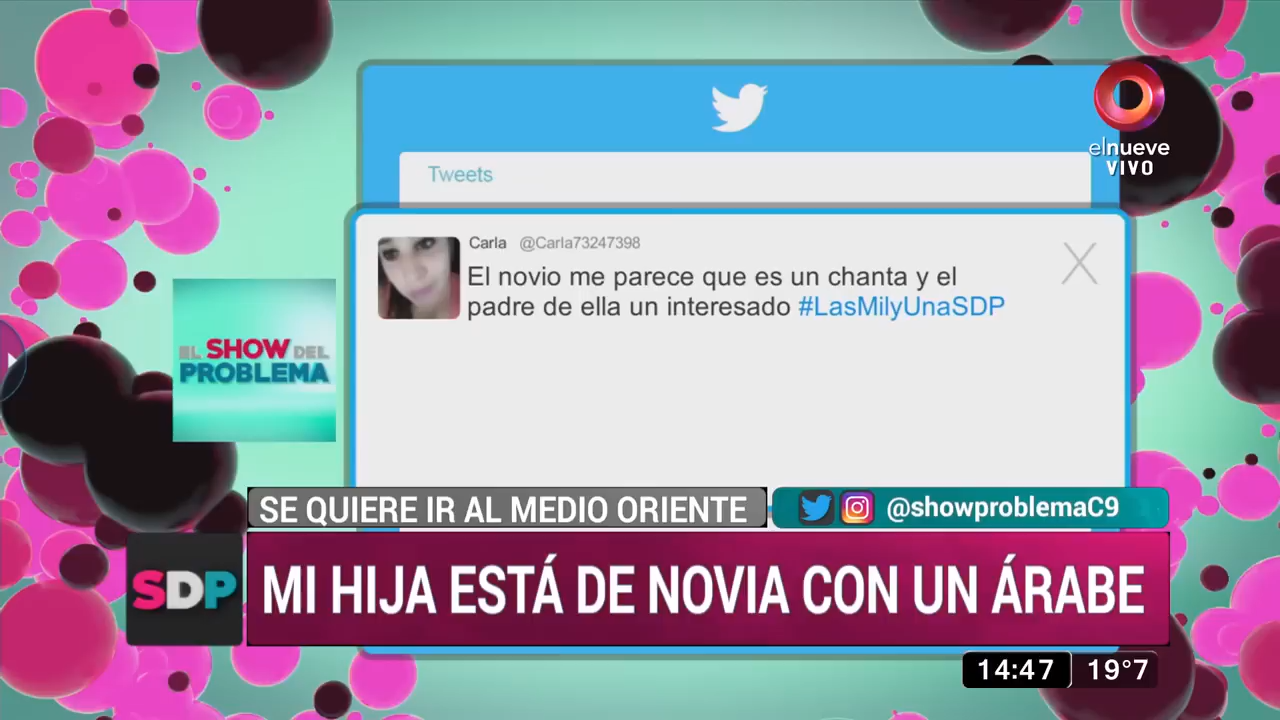 elnueve
VIVO
Tweets
Carla @Carla73247398
El novio me parece que es un chanta y el
padre de ella un interesado #LasMilyUnaSDP
EL SHOW DEL
PROBLEMA
SE QUIERE IR AL MEDIO ORIENTE
@showproblemaC9
SDP
MI HIJA ESTÁ DE NOVIA CON UN ÁRABE
14:47
19°7